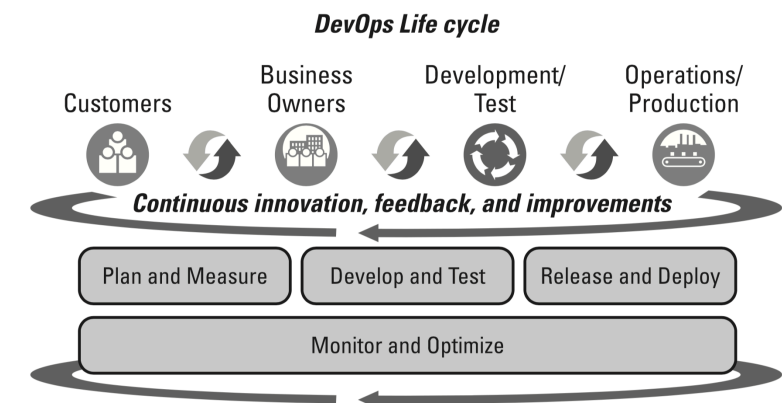 DevOps Life cycle
Customers
Business
Owners
Development/
Test
Operations/
Production
Continuous innovation, feedback, and improvements
Plan and Measure
Develop and Test
Release and Deploy
Monitor and Optimize